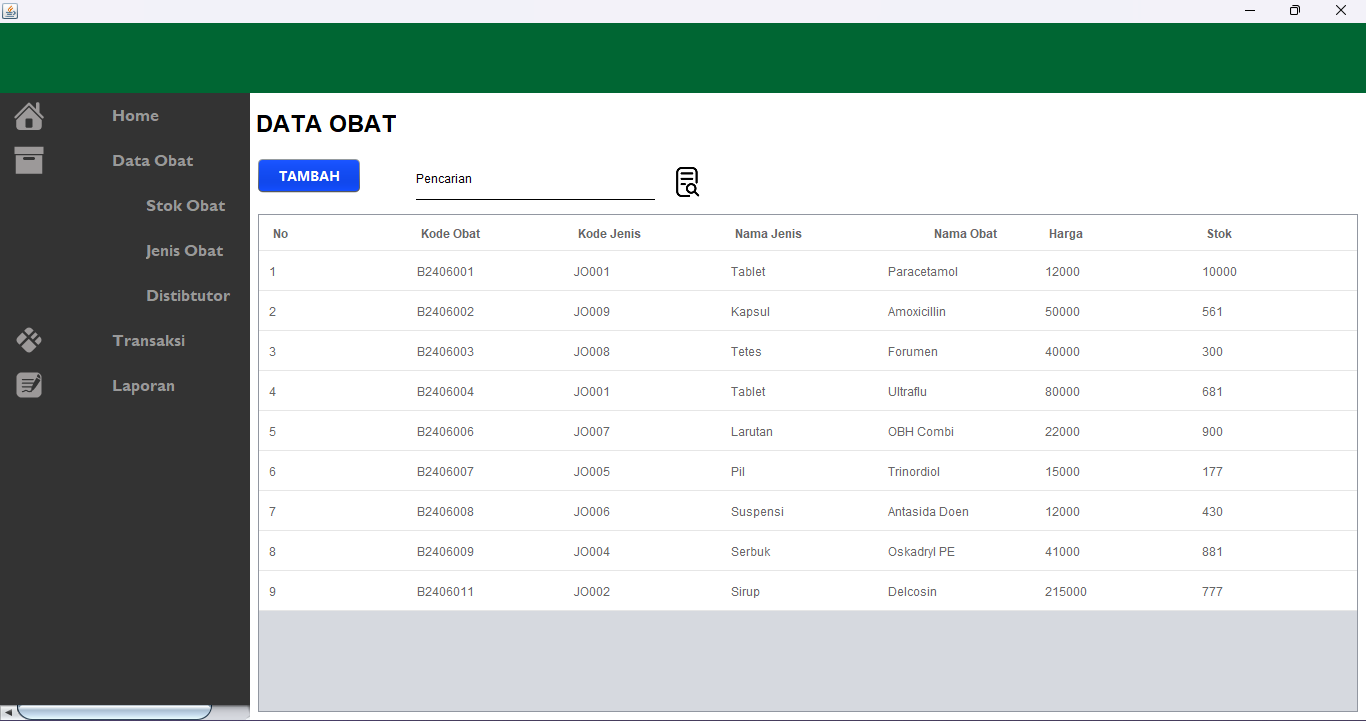 Home
Data Obat
Stok Obat
Jenis Obat
Distibtutor
Transaksi
Laporan
DATA OBAT
TAMBAH Pencarian
No Kode Obat Kode Jenis Nama Jenis Nama Obat Harga Stok
1 B2406001 JO001 Tablet Paracetamol 12000 10000
2 B2406002 JO009 Kapsul Amoxicillin 50000 561
3 B2406003 JO008 Tetes Forumen 40000 300
4 B2406004 JO001 Tablet Ultraflu 80000 681
5 B2406006 JO007 Larutan OBH Combi 22000 900
6 B2406007 JO005 Pil Trinordiol 15000 177
7 B2406008 JO006 Suspensi Antasida Doen 12000 430
8 B2406009 JO004 Serbuk Oskadryl PE 41000 881
9 B2406011 JO002 Sirup Delcosin 215000 777